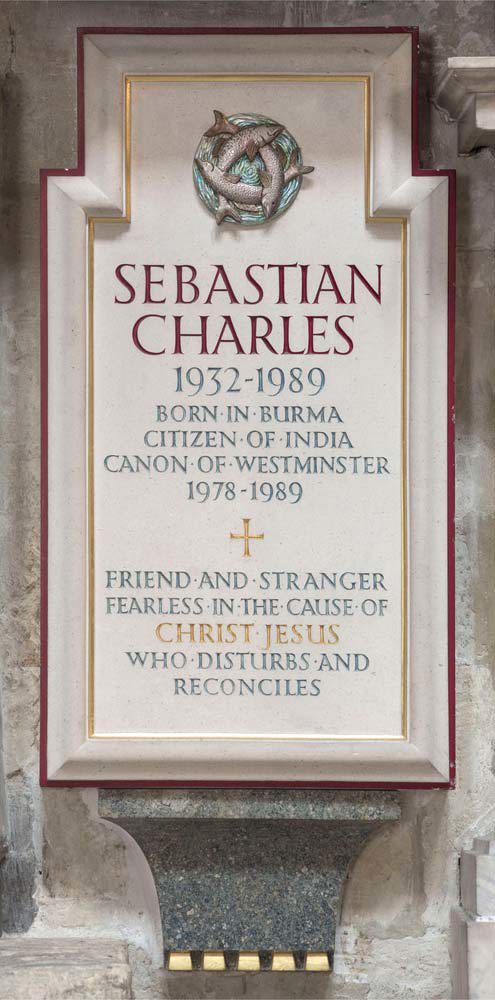 SEBASTIAN
CHARLES
1932-1989
BORN·IN·BURMA
CITIZEN·OF·INDIA
CANON·OF·WESTMINSTER
1978-1989
FRIEND·AND·STRANGER
FEARLESS·IN·THE·CAUSE·OF
CHRIST·JESUS
WHO·DISTURBS·AND
RECONCILES